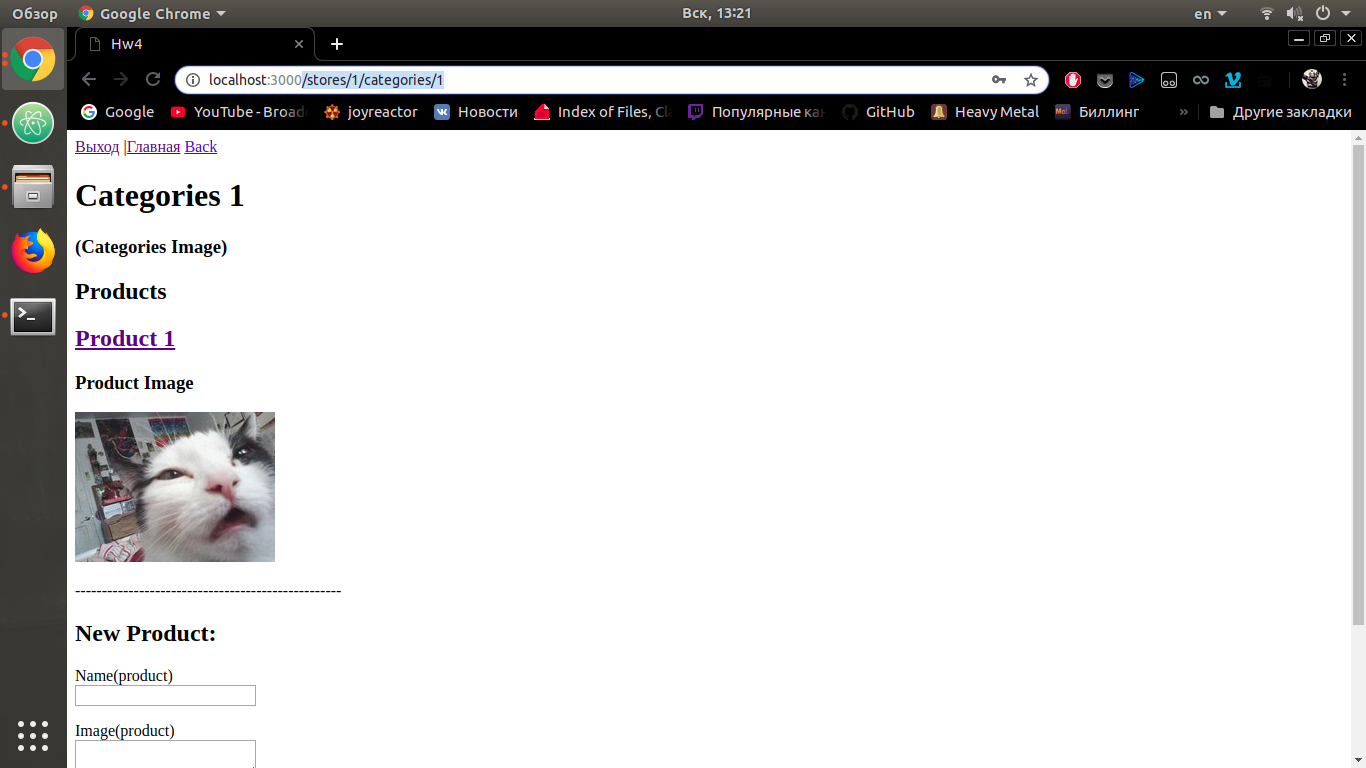 Обзор
Google Chrome
Вск, 13:21
en
Hw4
localhost:3000/stores/1/categories/1
Google
YouTube - Broad
joyreactor
Новости
Index of Files, Cla
Популярные кан
GitHub
Heavy Metal
Биллинг
»
Другие закладки
Выход |Главная Back
Categories 1
(Categories Image)
Products
Product 1
Product Image
---------------------------------------------------
New Product:
Name(product)
Image(product)